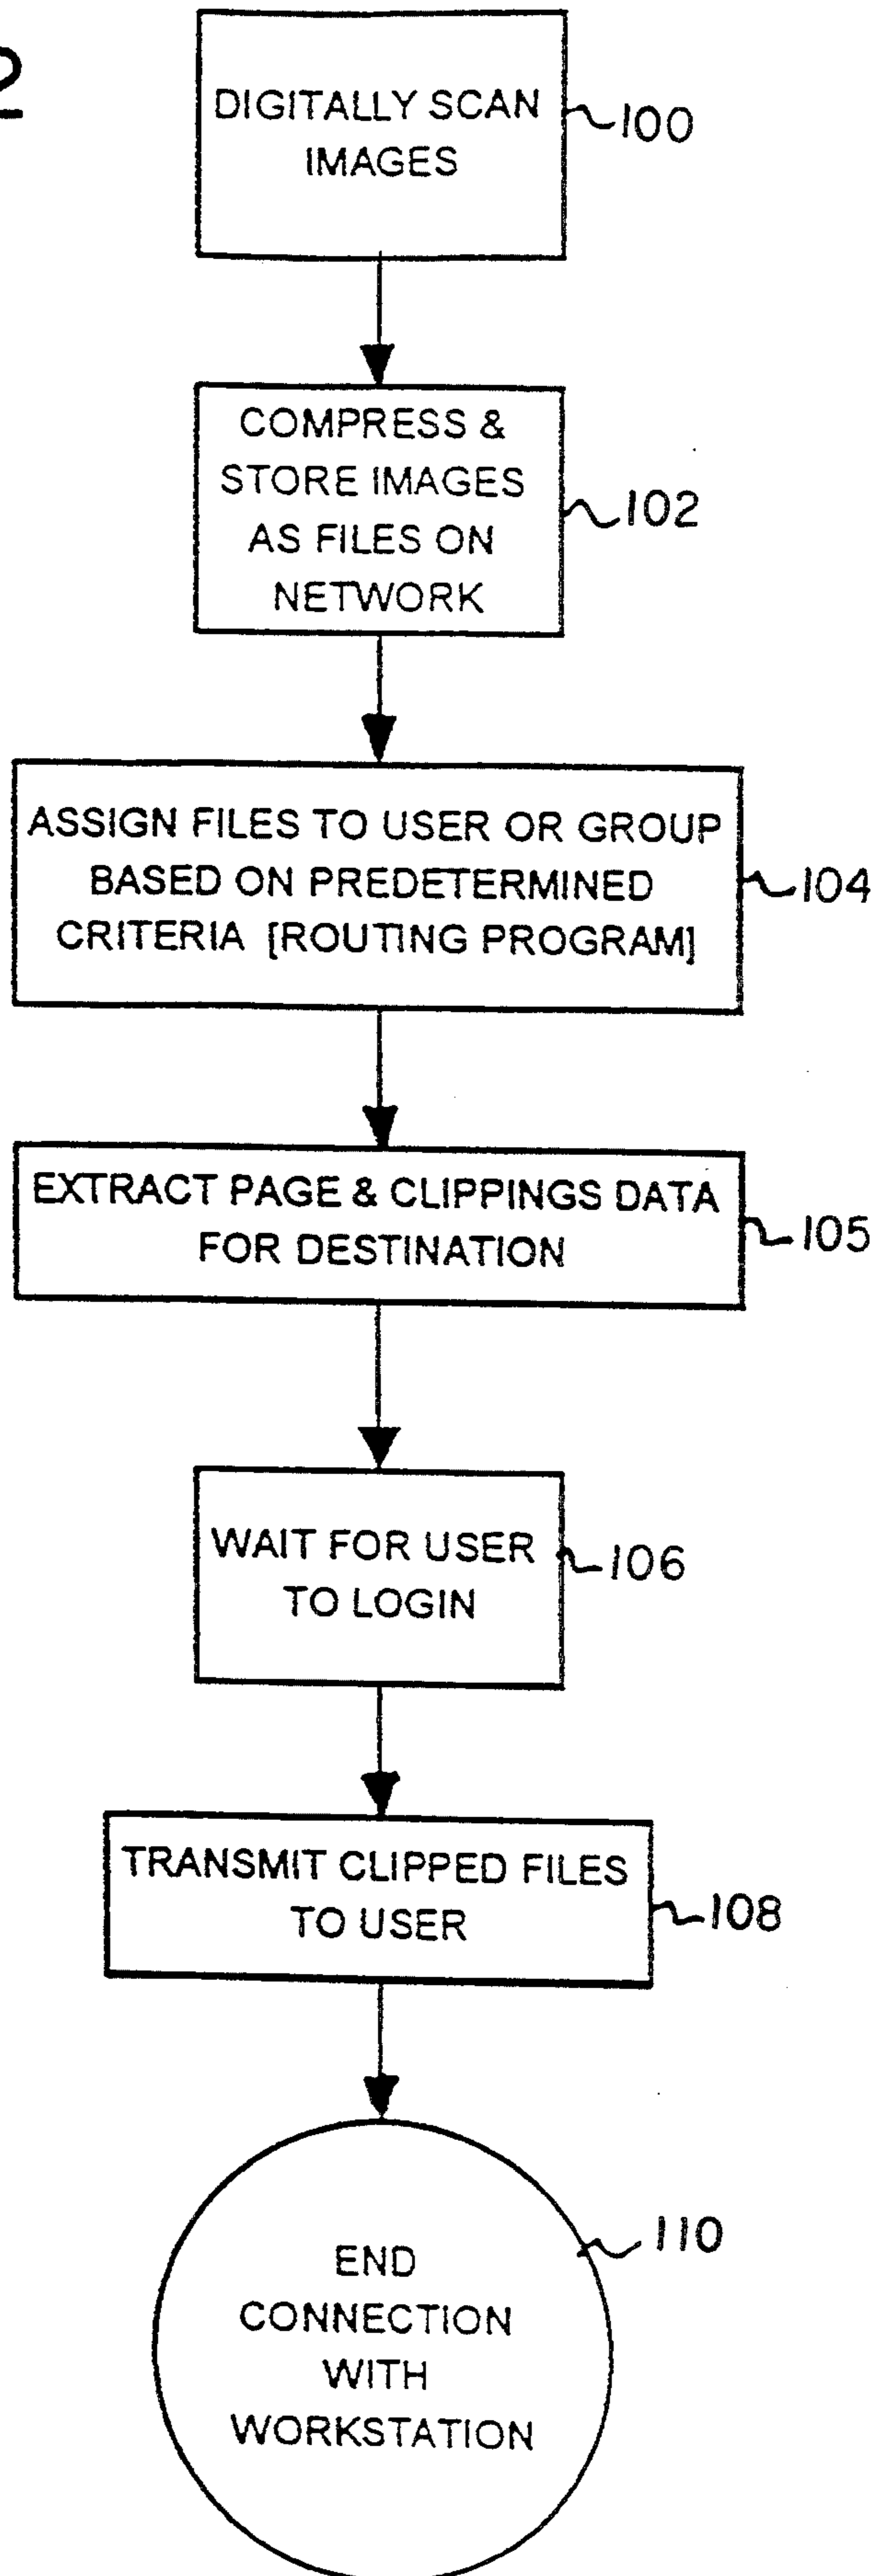 2
DIGITALLY SCAN
IMAGES
100
COMPRESS &
STORE IMAGES
AS FILES ON
NETWORK
102
ASSIGN FILES TO USER OR GROUP
BASED ON PREDETERMINED
CRITERIA [ROUTING PROGRAM]
104
EXTRACT PAGE & CLIPPINGS DATA
FOR DESTINATION
105
WAIT FOR USER
TO LOGIN
106
TRANSMIT CLIPPED FILES
TO USER
108
END
CONNECTION
WITH
WORKSTATION
110